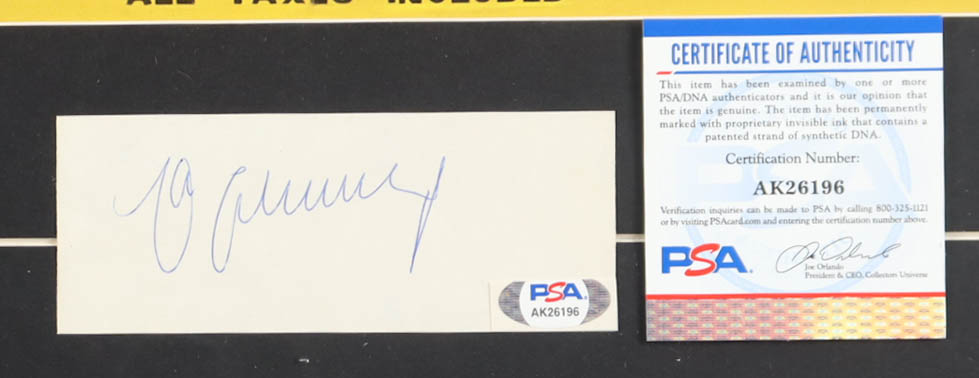 ALL TAXES INCLUDED
CERTIFICATE OF AUTHENTICITY
This item has been examined by one or more
PSA/DNA authenticators and it is our opinion that
the item is genuine. The item has been permanently
marked with proprietary invisible ink that contains a
patented strand of synthetic DNA.
Certification Number:
AK26196
Verification inquiries can be made to PSA by calling 800-325-1121
or by visiting PSAcard.com and entering the certification number above.
PSA
Joe Orlando
President & CEO, Collectors Universe
PSA
AK26196